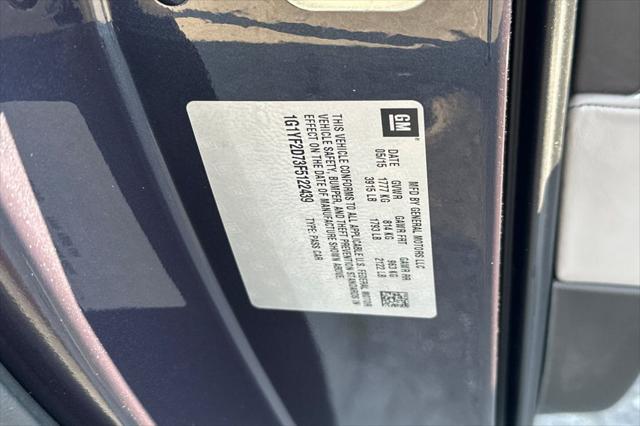 GM
MFD BY GENERAL MOTORS LLC
DATE GVWR GAWR FRT GAWR RR
05/15 1777 KG 814 KG 963 KG
3915 LB 1793 LB 2122 LB
THIS VEHICLE CONFORMS TO ALL APPLICABLE U.S. FEDERAL MOTOR
VEHICLE SAFETY, BUMPER, AND THEFT PREVENTION STANDARDS IN
EFFECT ON THE DATE OF MANUFACTURE SHOWN ABOVE.
1G1YF2D73F5122439 TYPE: PASS CAR